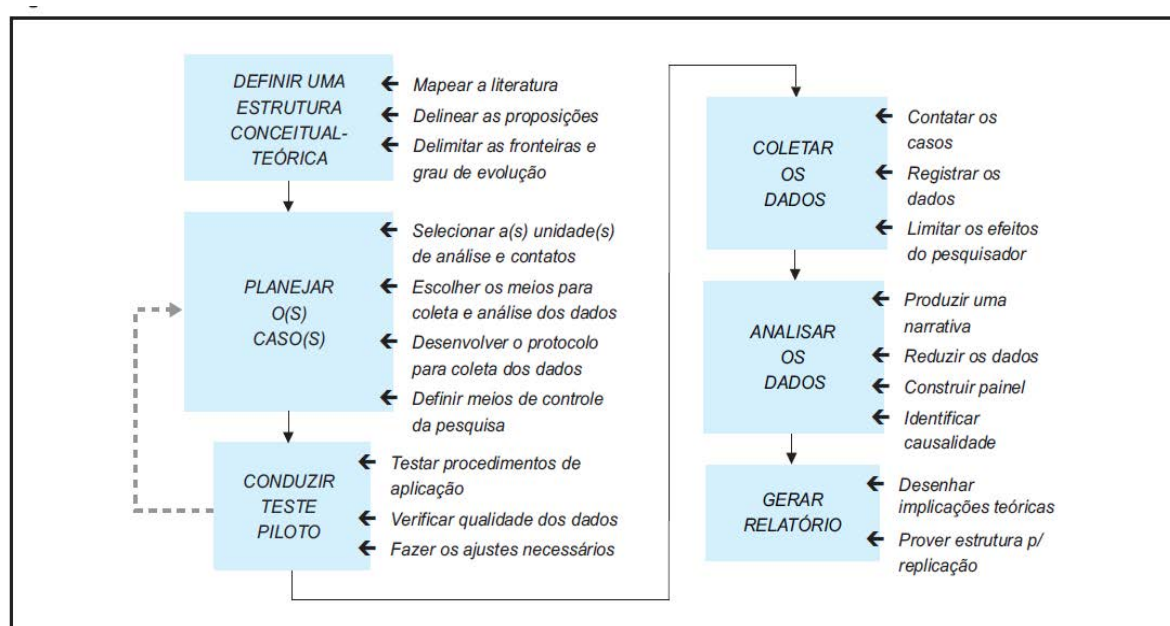 DEFINIR UMA
ESTRUTURA
CONCEITUAL-
TEÓRICA
Mapear a literatura
Delinear as proposições
Delimitar as fronteiras e
grau de evolução
PLANEJAR
O(S)
CASO(S)
Selecionar a(s) unidade(s)
de análise e contatos
Escolher os meios para
coleta e análise dos dados
Desenvolver o protocolo
para coleta dos dados
Definir meios de controle
da pesquisa
CONDUZIR
TESTE
PILOTO
Testar procedimentos de
aplicação
Verificar qualidade dos dados
Fazer os ajustes necessários
COLETAR
OS
DADOS
Contatar os
casos
Registrar os
dados
Limitar os efeitos
do pesquisador
ANALISAR
OS
DADOS
Produzir uma
narrativa
Reduzir os dados
Construir painel
Identificar
causalidade
GERAR
RELATÓRIO
Desenhar
implicações teóricas
Prover estrutura p/
replicação